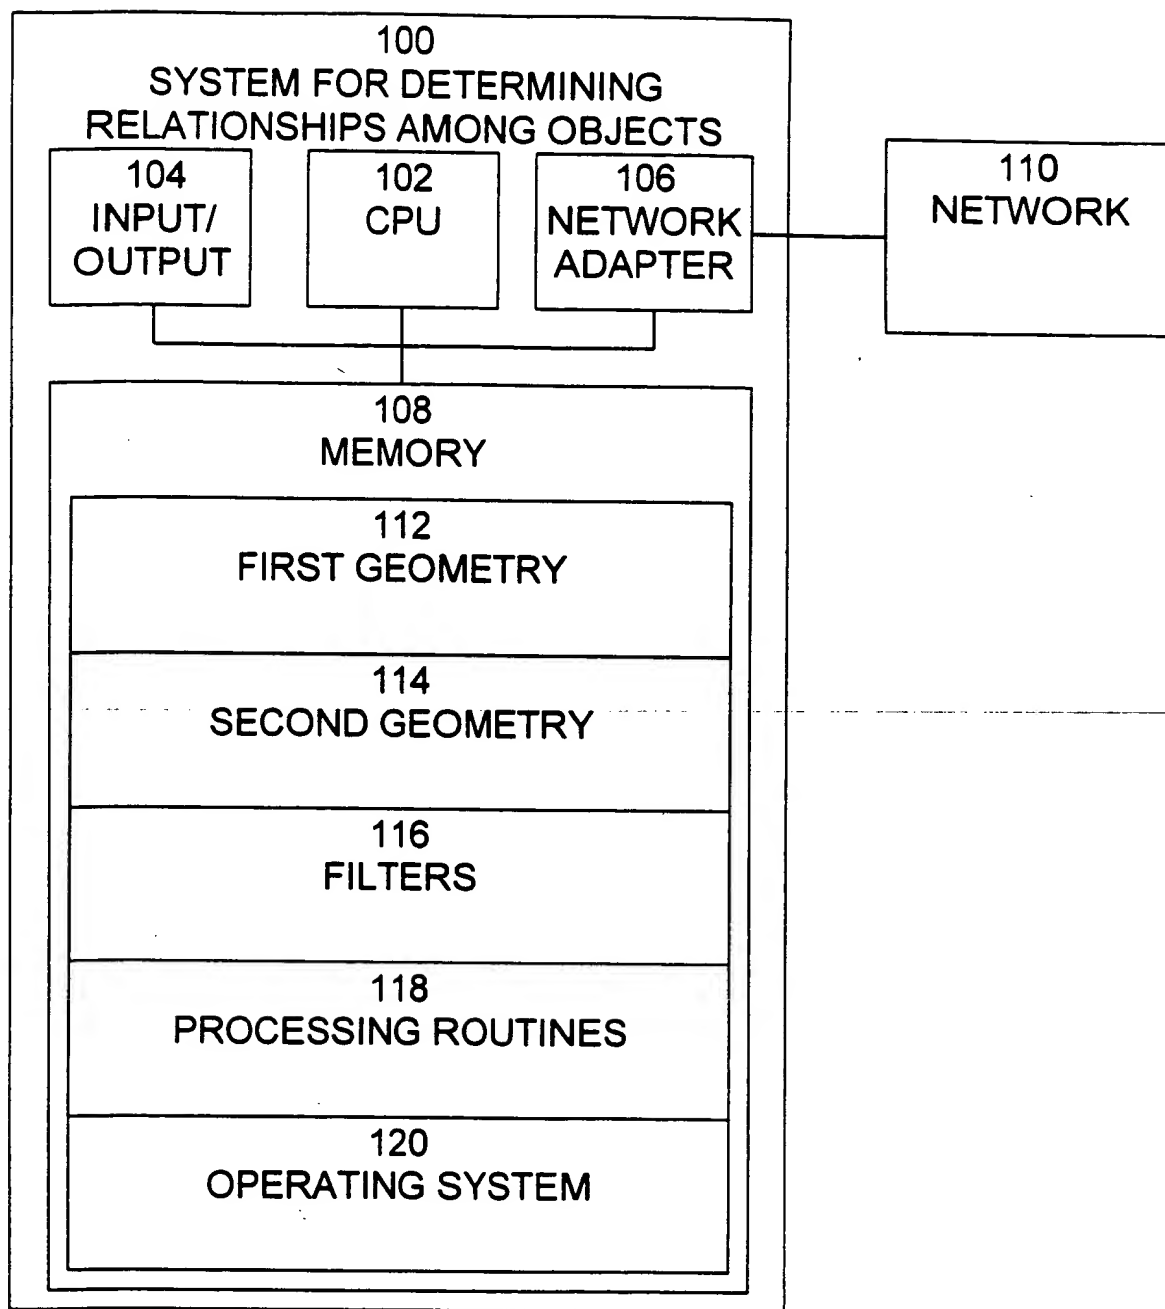 100
SYSTEM FOR DETERMINING
RELATIONSHIPS AMONG OBJECTS
104
INPUT/
OUTPUT
102
CPU
106
NETWORK
ADAPTER
110
NETWORK
108
MEMORY
112
FIRST GEOMETRY
114
SECOND GEOMETRY
116
FILTERS
118
PROCESSING ROUTINES
120
OPERATING SYSTEM